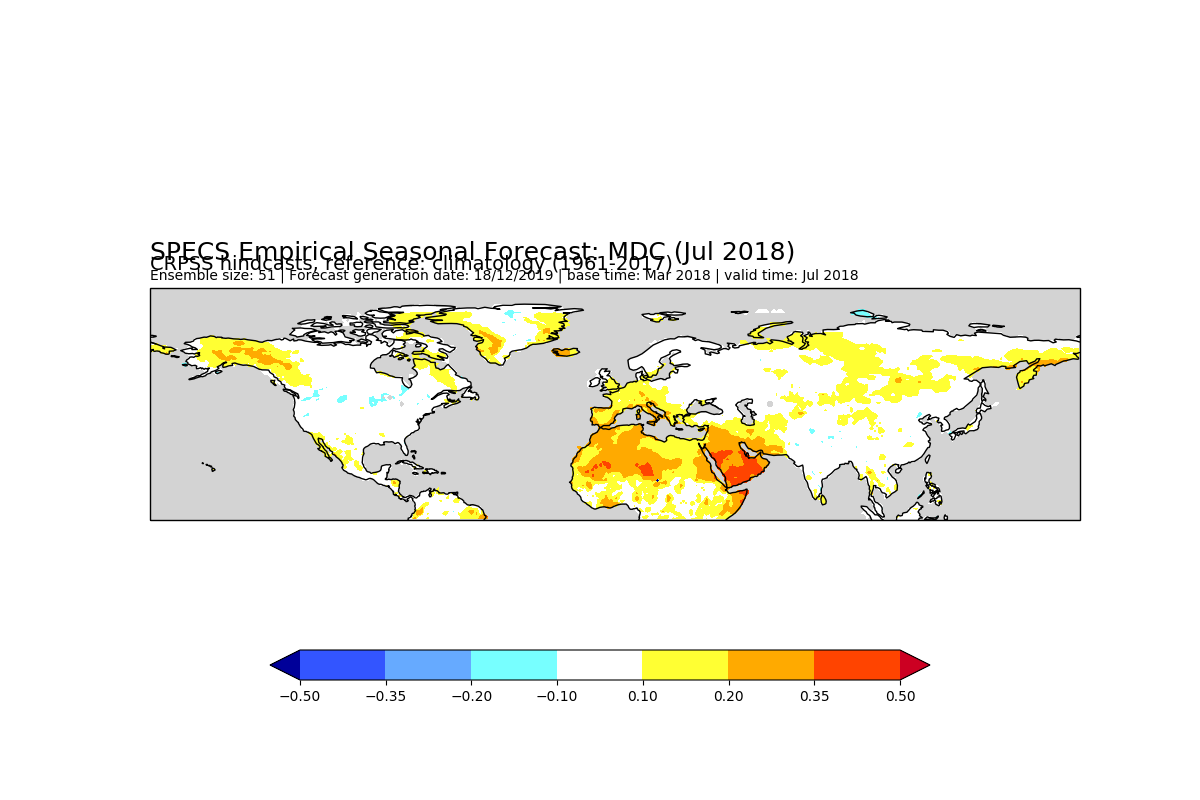 SPECS Empirical Seasonal Forecast: MDC (Jul 2018)
CRPSS hindcasts, reference: climatology (1961-2017)
Ensemble size: 51 | Forecast generation date: 18/12/2019 | base time: Mar 2018 | valid time: Jul 2018
−0.50 −0.35 −0.20 −0.10 0.10 0.20 0.35 0.50